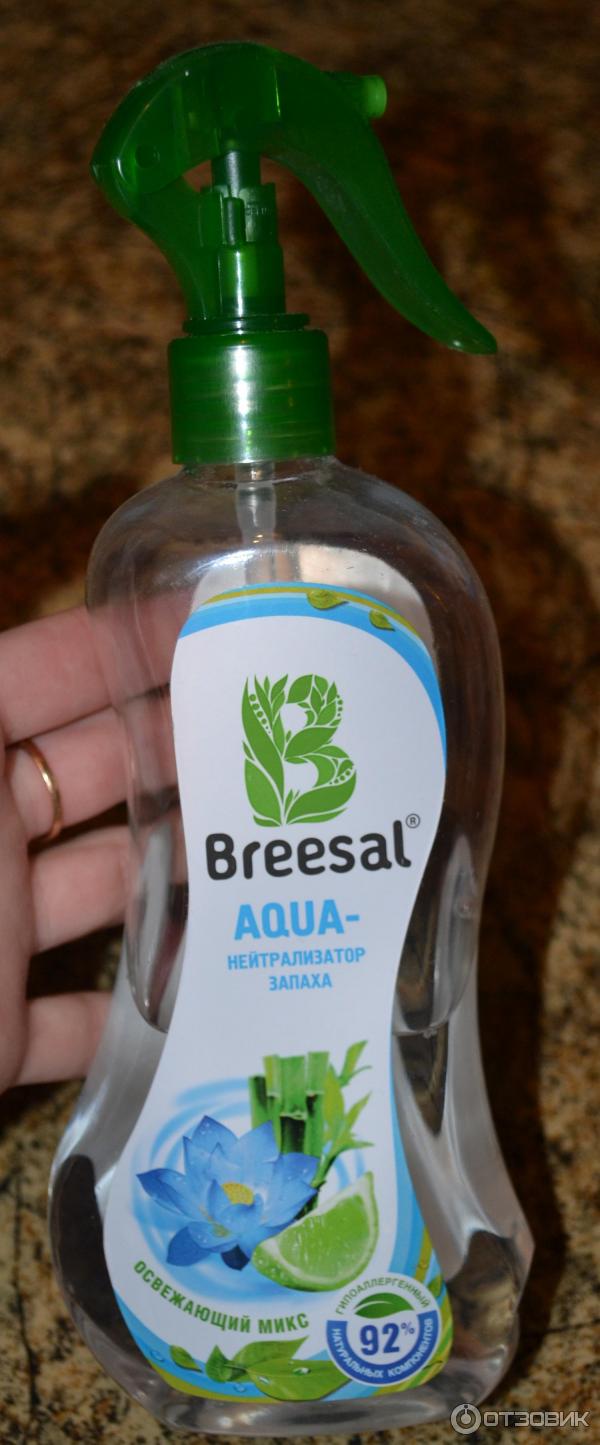 Breesal®
AQUA-
НЕЙТРАЛИЗАТОР
ЗАПАХА
ОСВЕЖАЮЩИЙ МИКС
ГИПОАЛЛЕРГЕННЫЙ
92%
НАТУРАЛЬНЫХ КОМПОНЕНТОВ
ОТЗОВИК